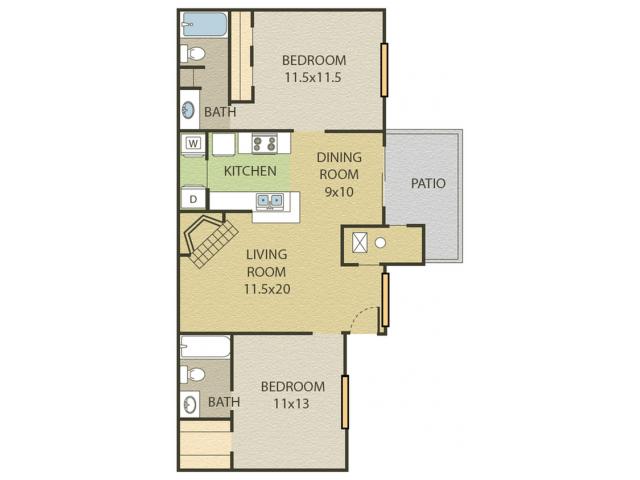 BEDROOM
11.5x11.5
BATH
W
KITCHEN
D
DINING
ROOM
9x10
PATIO
LIVING
ROOM
11.5x20
BEDROOM
11x13
BATH